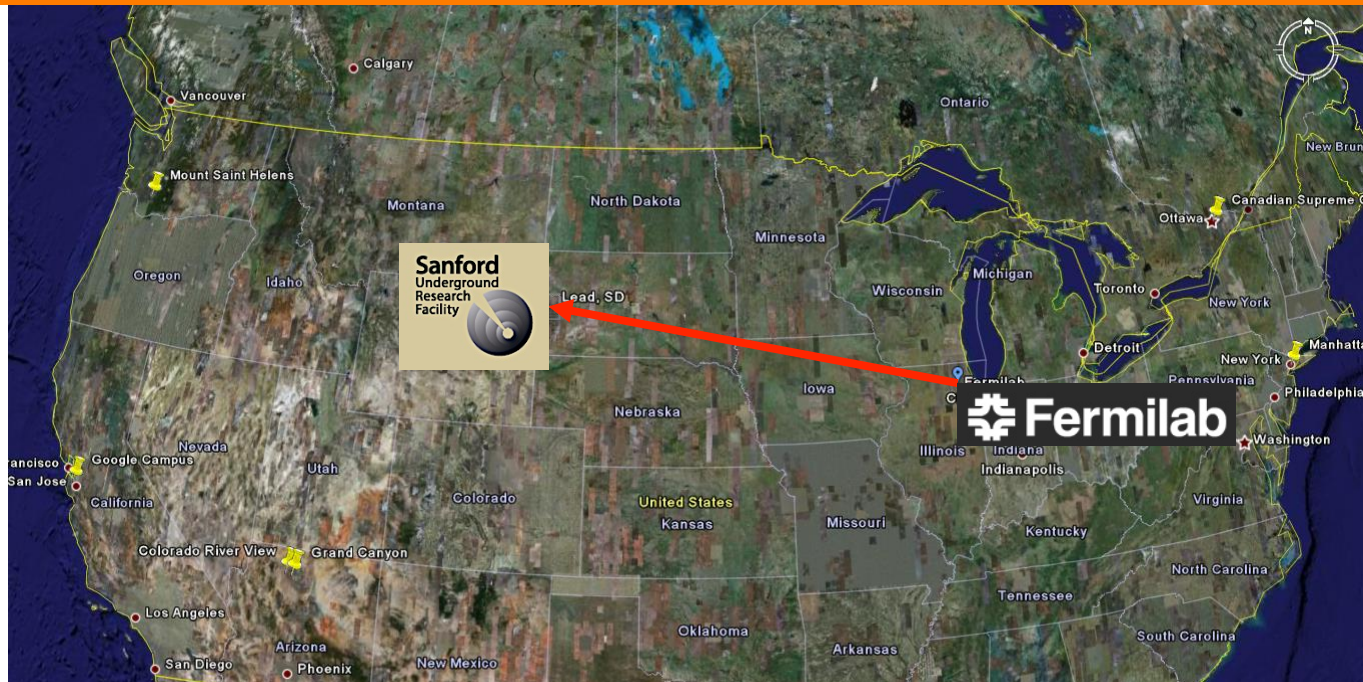 N
Calgary
Vancouver
Ontario
New Brun
Mount Saint Helens
Montana
North Dakota
Canadian Supreme C
Ottawa
Minnesota
Oregon
Idaho
Sanford
Underground
Research
Facility
Lead, SD
Michigan
Wisconsin
Toronto
New York
Detroit
Manhatta
New York
Pennsylvania
Philadelphia
Iowa
Fermilab
C
Fermilab
Nebraska
Washington
Nevada
Utah
Illinois
Indiana
Indianapolis
rancisco
Google Campus
San Jose
California
Colorado
United States
Kansas
Missouri
Virginia
Kentucky
Colorado River View
Grand Canyon
North Carolina
Tennessee
Los Angeles
Arizona
Oklahoma
Arkansas
South Carolina
San Diego
Phoenix
New Mexico